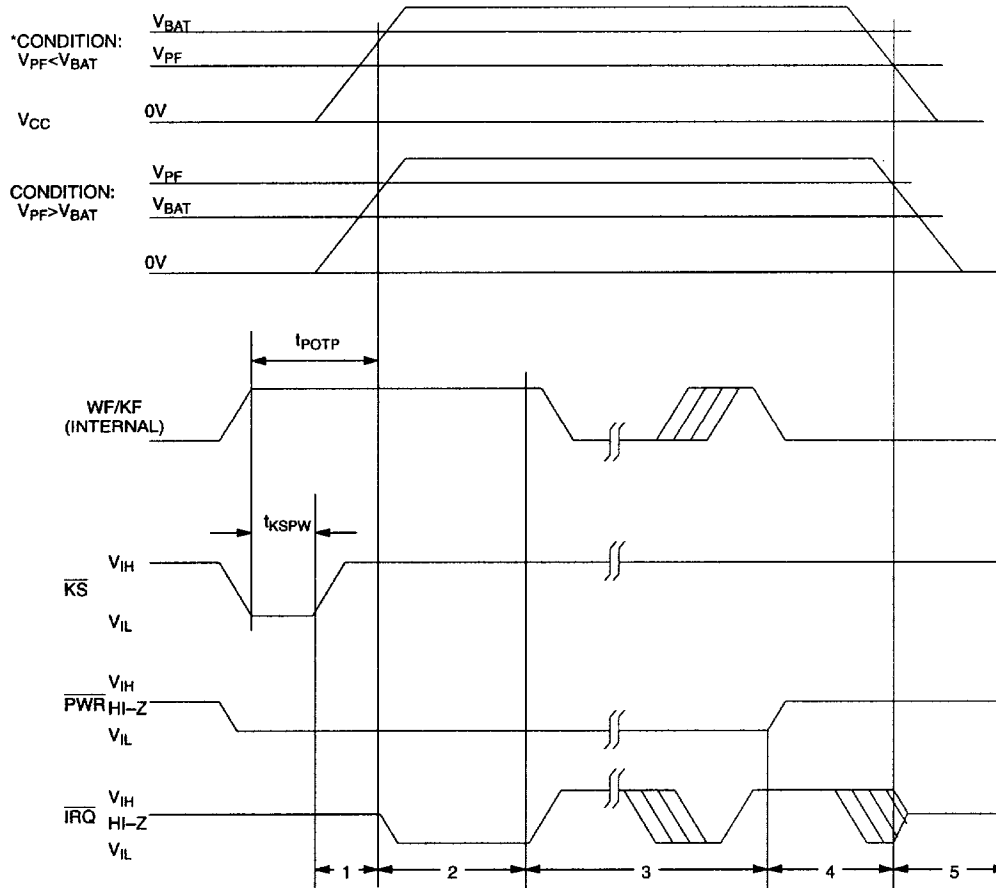 *CONDITION:
VPF<VBAT
VBAT
VPF
VCC
0V
CONDITION:
VPF>VBAT
VPF
VBAT
0V
tPOTP
WF/KF
(INTERNAL)
tKSPW
KS
VIH
VIL
PWR
VIH
HI–Z
VIL
IRQ
VIH
HI–Z
VIL
1 2 3 4 5